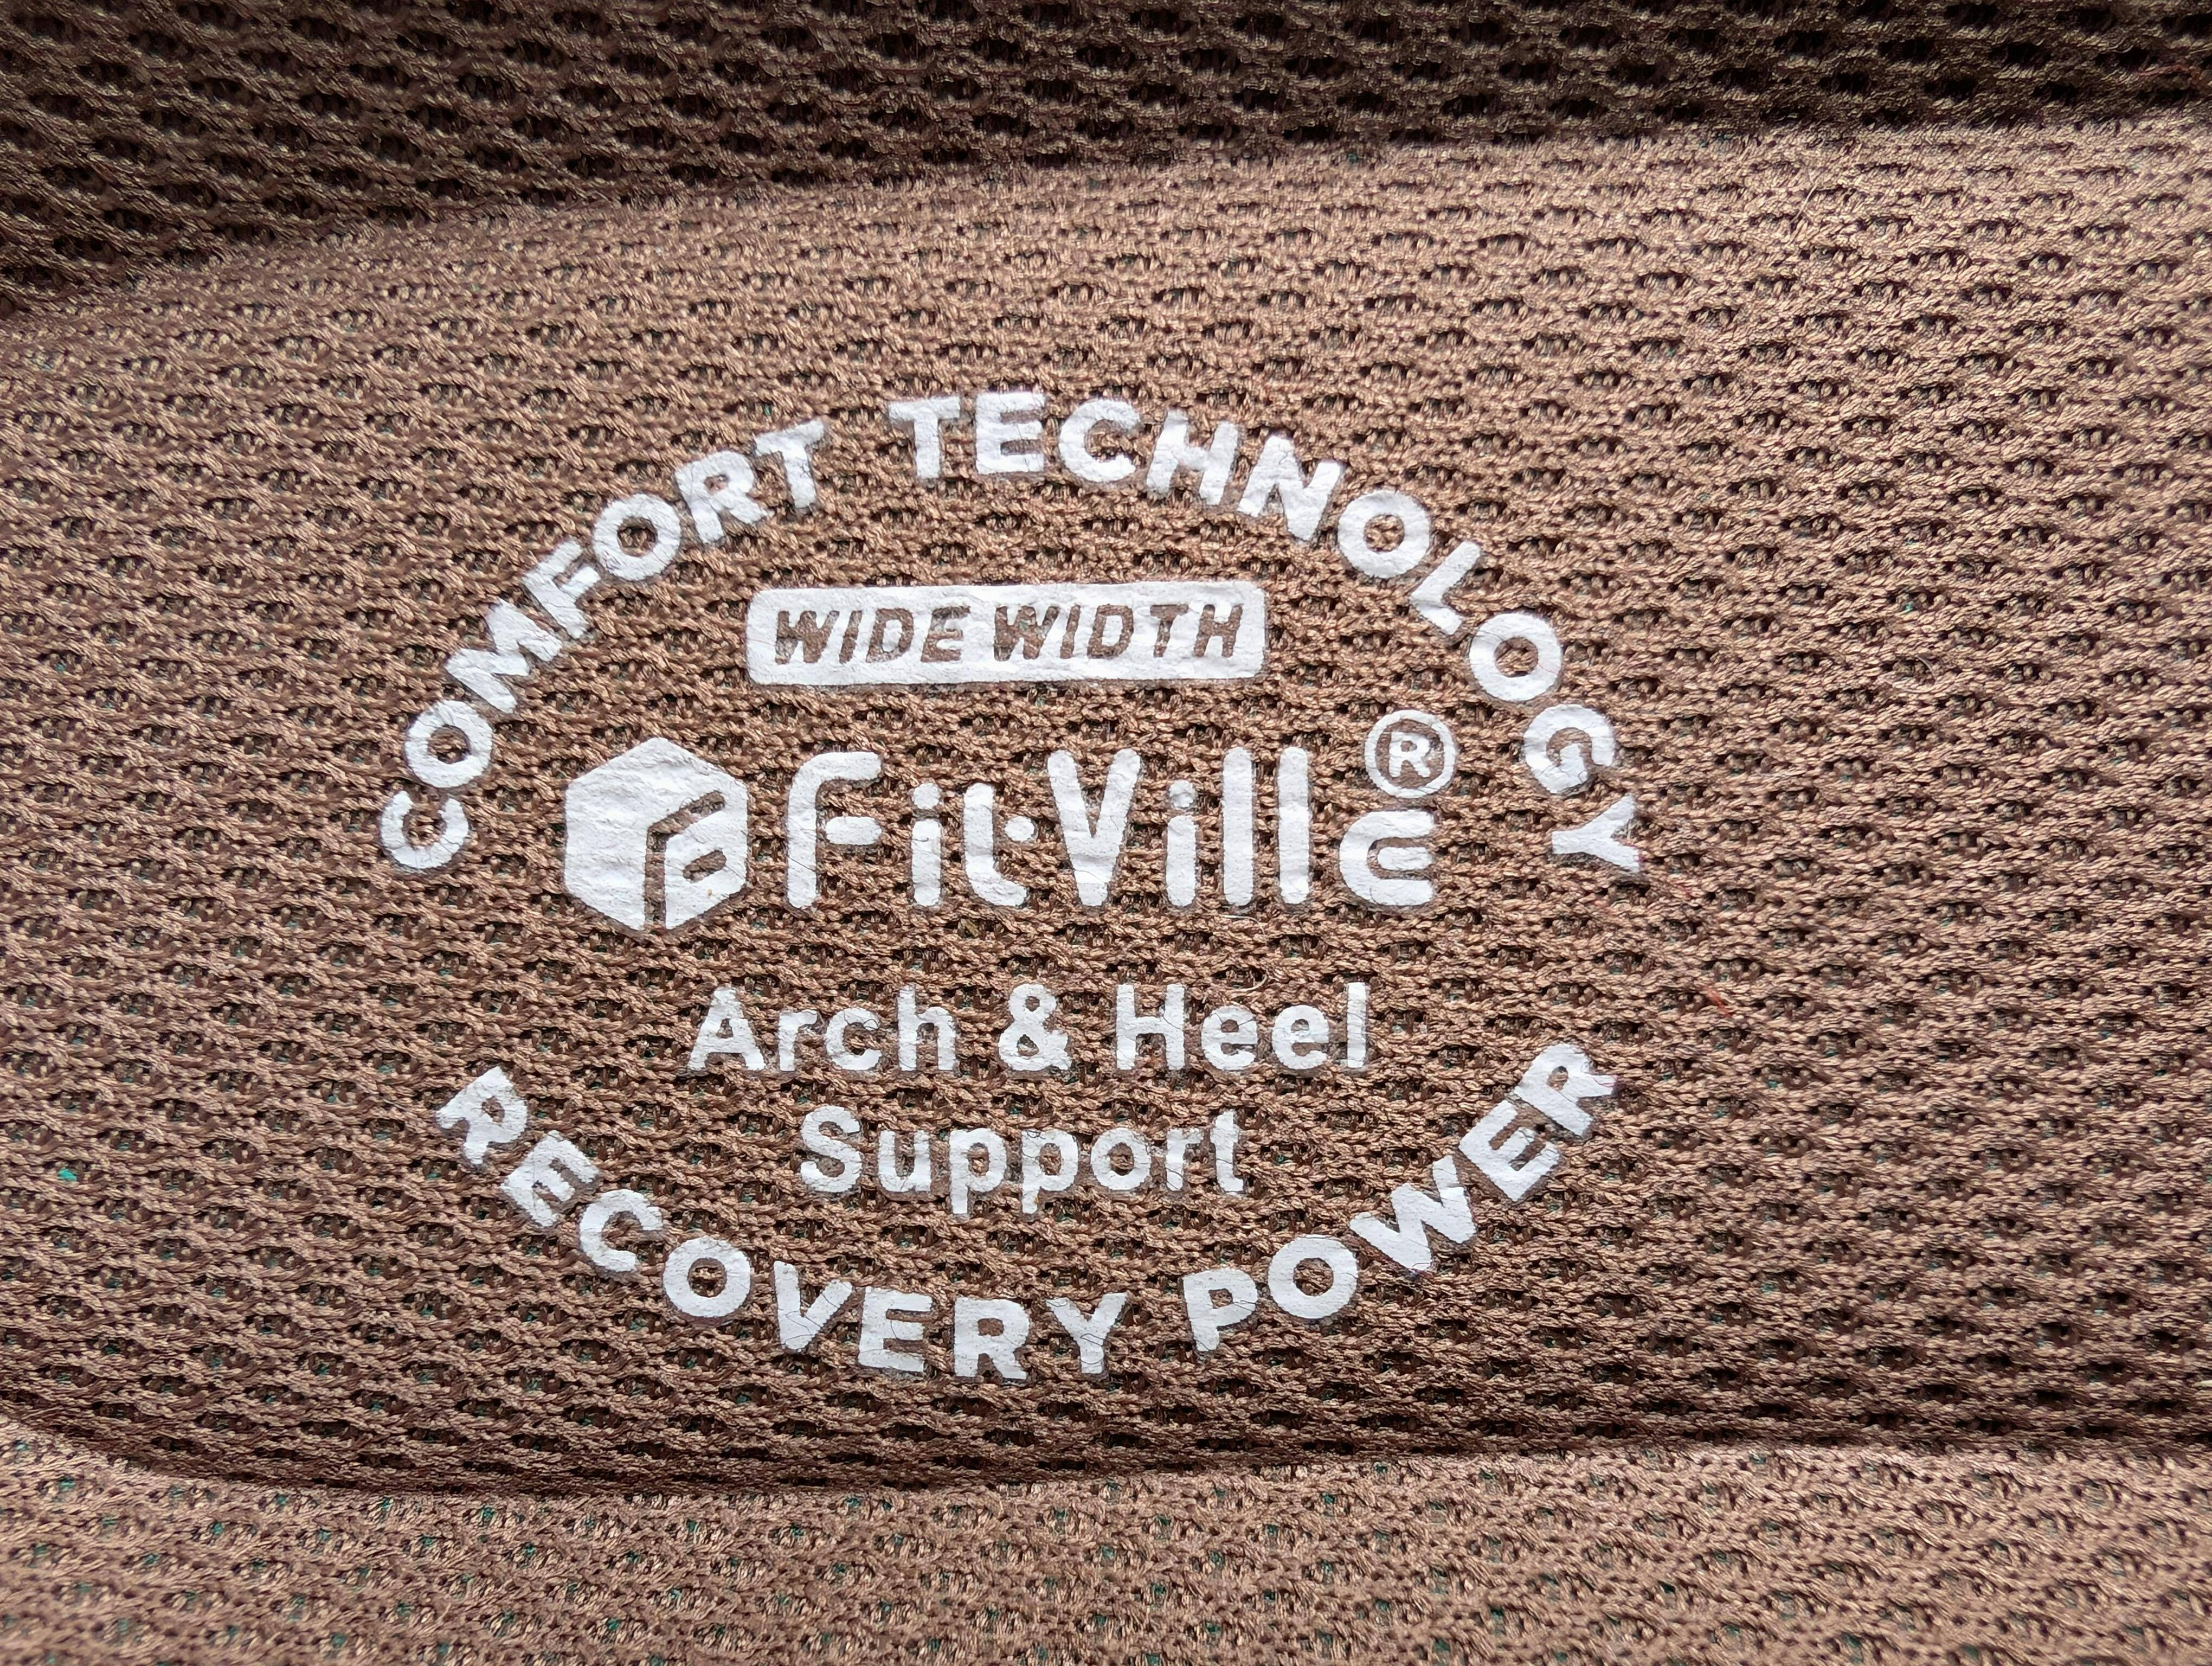 COMFORT TECHNOLOGY
WIDE WIDTH
FitVille®
Arch & Heel
Support
RECOVERY POWER